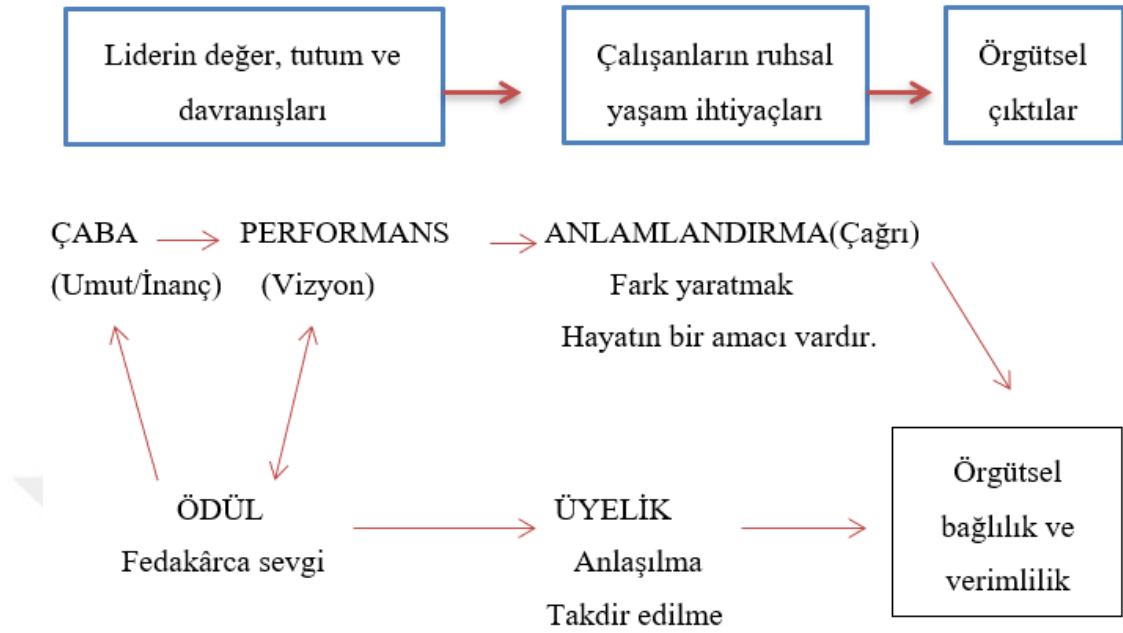 Liderin değer, tutum ve
davranışları
Çalışanların ruhsal
yaşam ihtiyaçları
Örgütsel
çıktılar
ÇABA
(Umut/İnanç)
PERFORMANS
(Vizyon)
ANLAMLANDIRMA(Çağrı)
Fark yaratmak
Hayatın bir amacı vardır.
ÖDÜL
Fedakârca sevgi
ÜYELİK
Anlaşılma
Takdir edilme
Örgütsel
bağlılık ve
verimlilik